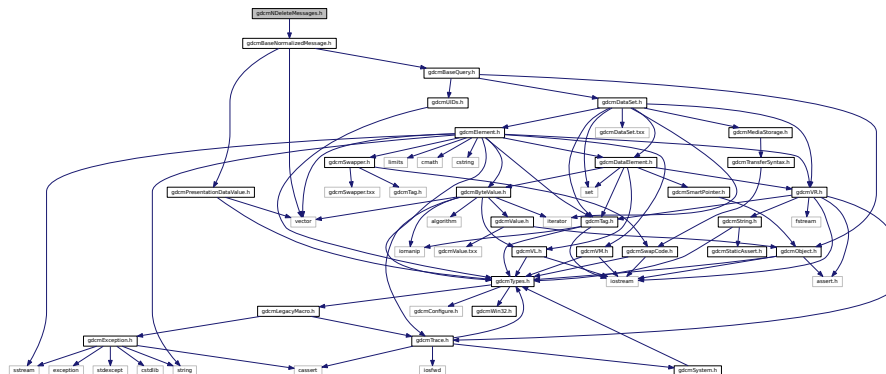 gdcmNDeleteMessages.h
gdcmBaseNormalizedMessage.h
gdcmBaseQuery.h
gdcmUIDs.h
gdcmDataSet.h
gdcmElement.h
gdcmDataSet.txx
gdcmMediaStorage.h
gdcmSwapper.h
limits
cmath
cstring
gdcmDataElement.h
gdcmTransferSyntax.h
gdcmPresentationDataValue.h
gdcmSwapper.txx
gdcmTag.h
gdcmByteValue.h
set
gdcmSmartPointer.h
gdcmVR.h
vector
algorithm
gdcmValue.h
iterator
gdcmTag.h
gdcmString.h
fstream
iomanip
gdcmValue.txx
gdcmVL.h
gdcmVM.h
gdcmSwapCode.h
gdcmStaticAssert.h
gdcmObject.h
gdcmTypes.h
iostream
assert.h
gdcmLegacyMacro.h
gdcmConfigure.h
gdcmWin32.h
gdcmException.h
gdcmTrace.h
sstream
exception
stdexcept
cstdlib
string
cassert
iosfwd
gdcmSystem.h